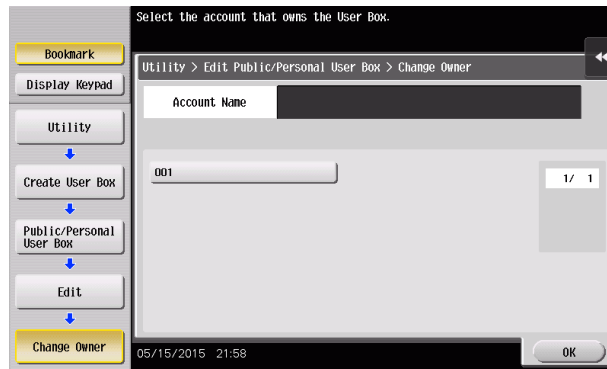 Select the account that owns the User Box.
Bookmark
Display Keypad
Utility
Create User Box
Public/Personal
User Box
Edit
Change Owner
Utility > Edit Public/Personal User Box > Change Owner
Account Name
001
1/ 1
05/15/2015 21:58
OK